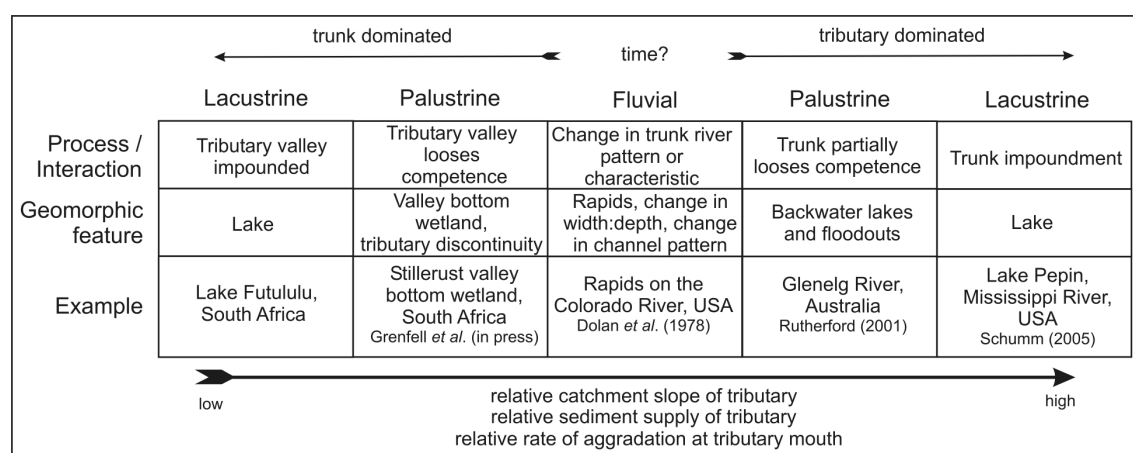 trunk dominated
time?
tributary dominated
Lacustrine
Palustrine
Fluvial
Palustrine
Lacustrine
Process /
Interaction
Tributary valley
impounded
Tributary valley
looses
competence
Change in trunk river
pattern or
characteristic
Trunk partially
looses competence
Trunk impoundment
Geomorphic
feature
Lake
Valley bottom
wetland,
tributary discontinuity
Rapids, change in
width:depth, change
in channel pattern
Backwater lakes
and floodouts
Lake
Example
Lake Futululu,
South Africa
Stillerust valley
bottom wetland,
South Africa
Grenfell et al. (in press)
Rapids on the
Colorado River, USA
Dolan et al. (1978)
Glenelg River,
Australia
Rutherford (2001)
Lake Pepin,
Mississippi River,
USA
Schumm (2005)
low
high
relative catchment slope of tributary
relative sediment supply of tributary
relative rate of aggradation at tributary mouth